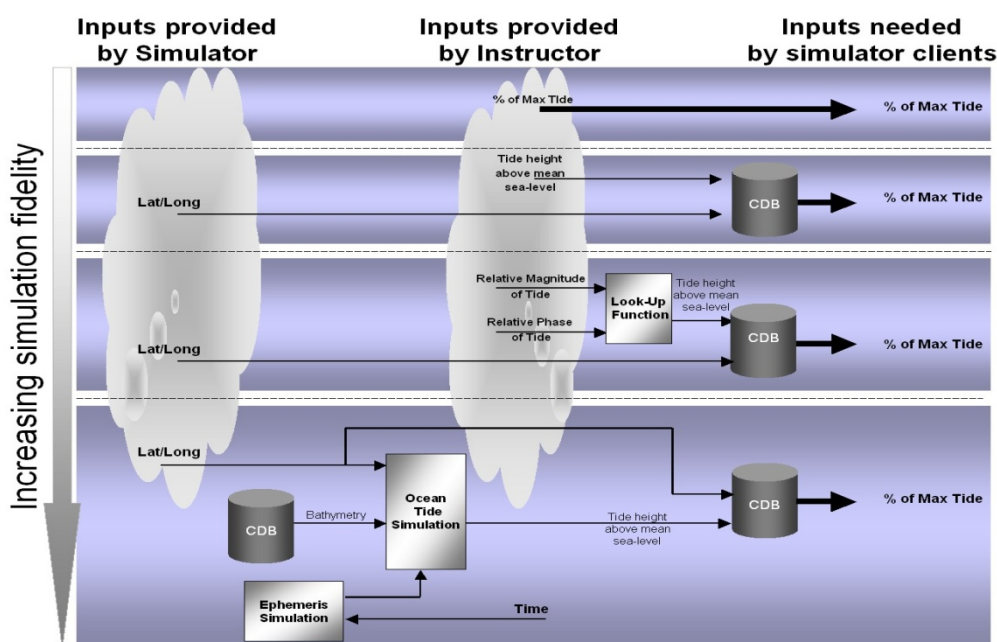 Inputs provided
by Simulator
Inputs provided
by Instructor
Inputs needed
by simulator clients
Increasing simulation fidelity
% of Max Tide
% of Max Tide
Tide height
above mean
sea-level
Lat/Long
CDB
% of Max Tide
Relative Magnitude
of Tide
Relative Phase
of Tide
Look-Up
Function
Tide height
above mean
sea-level
Lat/Long
CDB
% of Max Tide
Lat/Long
CDB
Bathymetry
Ocean
Tide
Simulation
Tide height
above mean
sea-level
CDB
% of Max Tide
Ephemeris
Simulation
Time